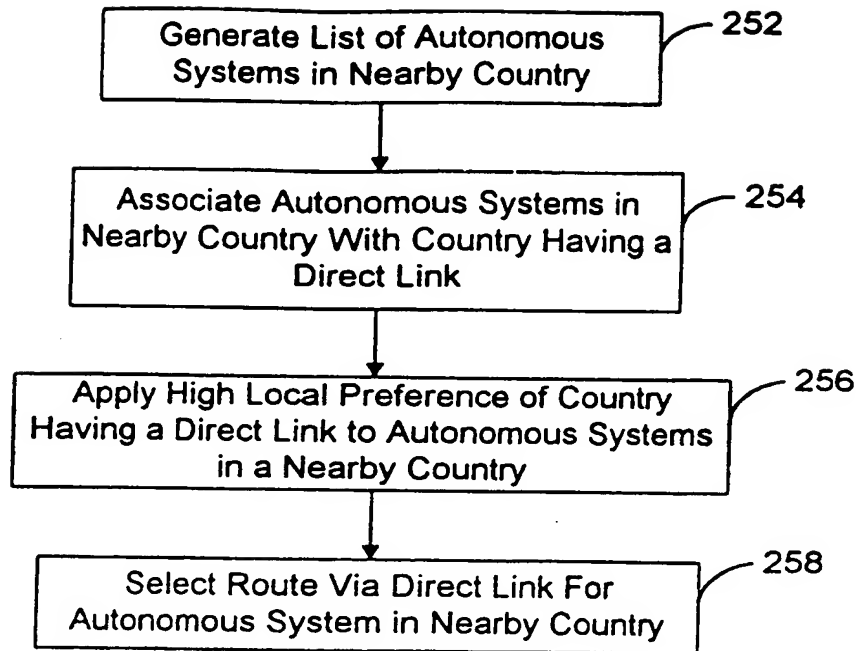 Generate List of Autonomous
Systems in Nearby Country
252
Associate Autonomous Systems in
Nearby Country With Country Having a
Direct Link
254
Apply High Local Preference of Country
Having a Direct Link to Autonomous Systems
in a Nearby Country
256
Select Route Via Direct Link For
Autonomous System in Nearby Country
258